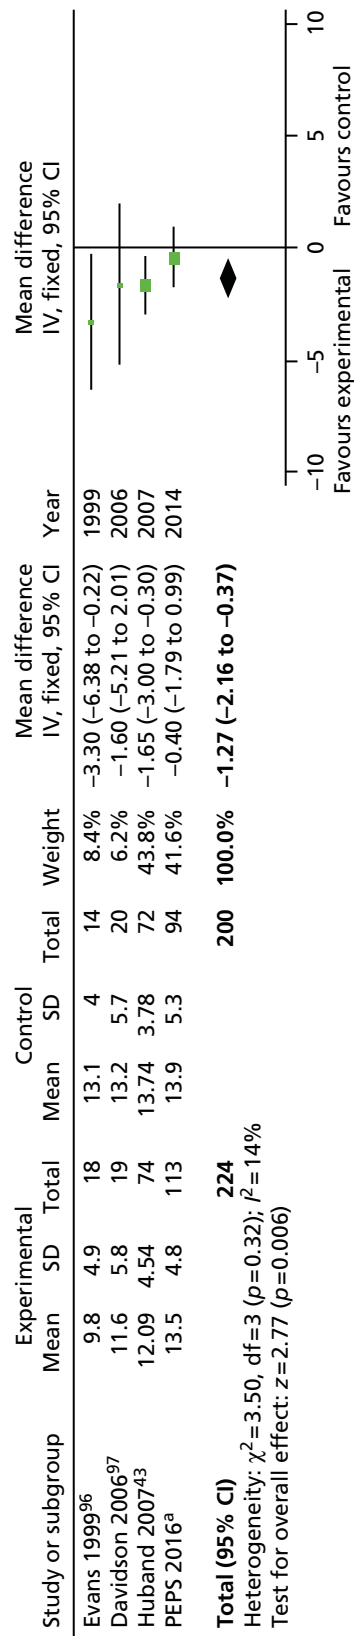 Experimental Control Mean difference Mean difference
Study or subgroup Mean SD Total Mean SD Total Weight IV, fixed, 95% CI Year IV, fixed, 95% CI
Evans 1999⁹⁶ 9.8 4.9 18 13.1 4 14 8.4% −3.30 (−6.38 to −0.22) 1999
Davidson 2006⁹⁷ 11.6 5.8 19 13.2 5.7 20 6.2% −1.60 (−5.21 to 2.01) 2006
Huband 2007⁴³ 12.09 4.54 74 13.74 3.78 72 43.8% −1.65 (−3.00 to −0.30) 2007
PEPS 2016ᵃ 13.5 4.8 113 13.9 5.3 94 41.6% −0.40 (−1.79 to 0.99) 2014
Total (95% CI) 224 200 100.0% −1.27 (−2.16 to −0.37)
Heterogeneity: χ²=3.50, df=3 (p=0.32); I²=14%
Test for overall effect: z=2.77 (p=0.006)
−10 −5 0 5 10
Favours experimental Favours control